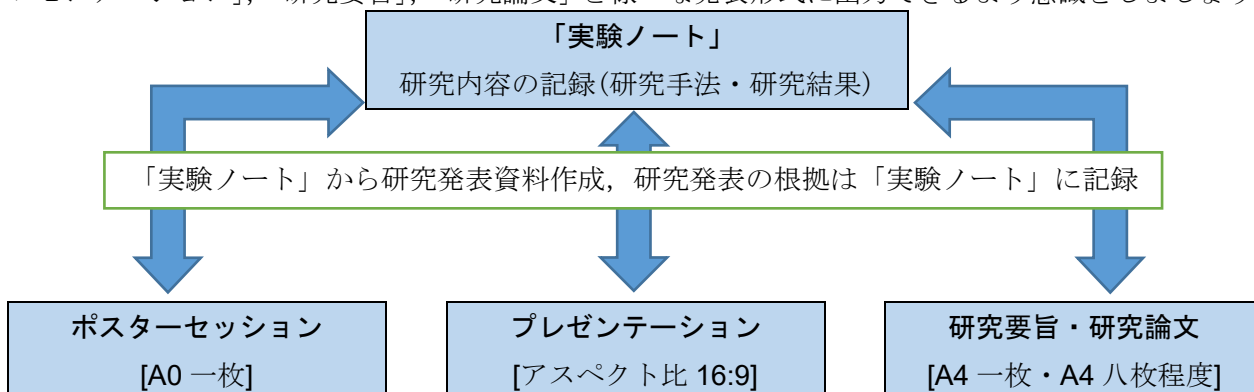 「実験ノート」
研究内容の記録(研究手法・研究結果)
「実験ノート」から研究発表資料作成，研究発表の根拠は「実験ノート」に記録
ポスターセッション
プレゼンテーション
研究要旨・研究論文
[A0 一枚]
[アスペクト比 16:9]
[A4 一枚・A4 八枚程度]